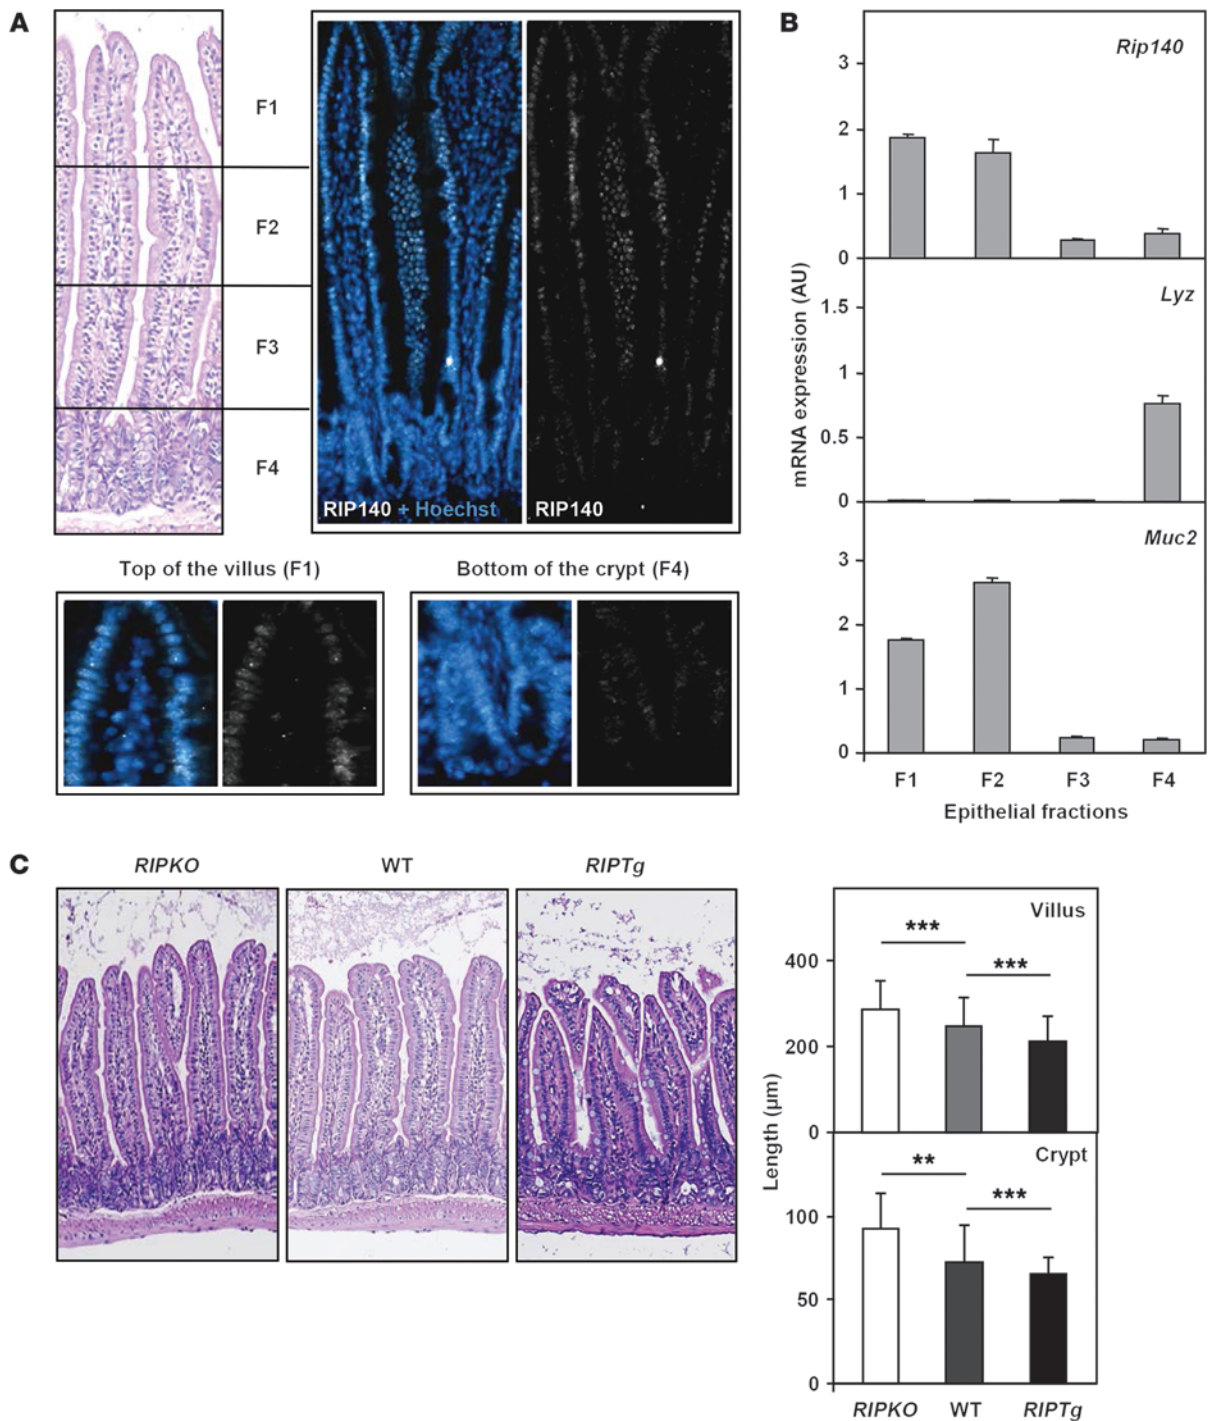 A
F1
F2
F3
F4
RIP140 + Hoechst
RIP140
Top of the villus (F1)
Bottom of the crypt (F4)
B
mRNA expression (AU)
Rip140
3
2
1
0
Lyz
1.5
1
0.5
0
Muc2
3
2
1
0
F1 F2 F3 F4
Epithelial fractions
C
RIPKO WT RIPTg
Length (µm)
Villus
***
***
400
200
0
Crypt
**
***
100
50
0
RIPKO WT RIPTg